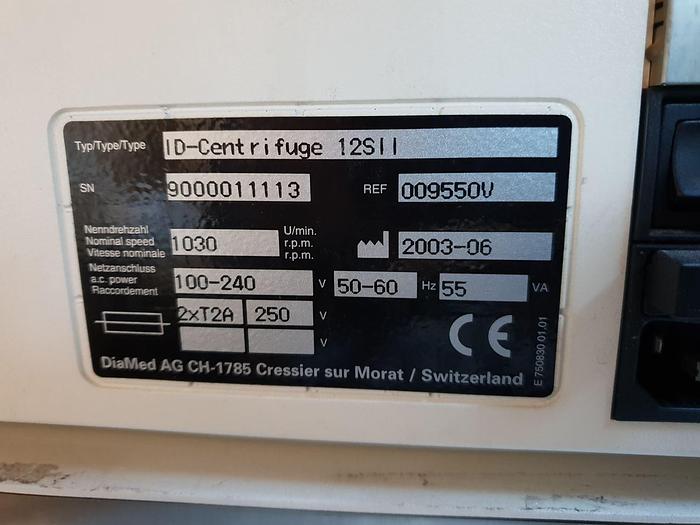 Typ/Type/Type ID-Centrifuge 12SII
SN 9000011113 REF 009550V
Nenndrehzahl U/min.
Nominal speed 1030 r.p.m. 2003-06
Vitesse nominale r.p.m.
Netzanschluss
a.c. power 100-240 V 50-60 Hz 55 VA
Raccordement
2xT2A 250 V
V
CE
DiaMed AG CH-1785 Cressier sur Morat / Switzerland
E 750830 01.01